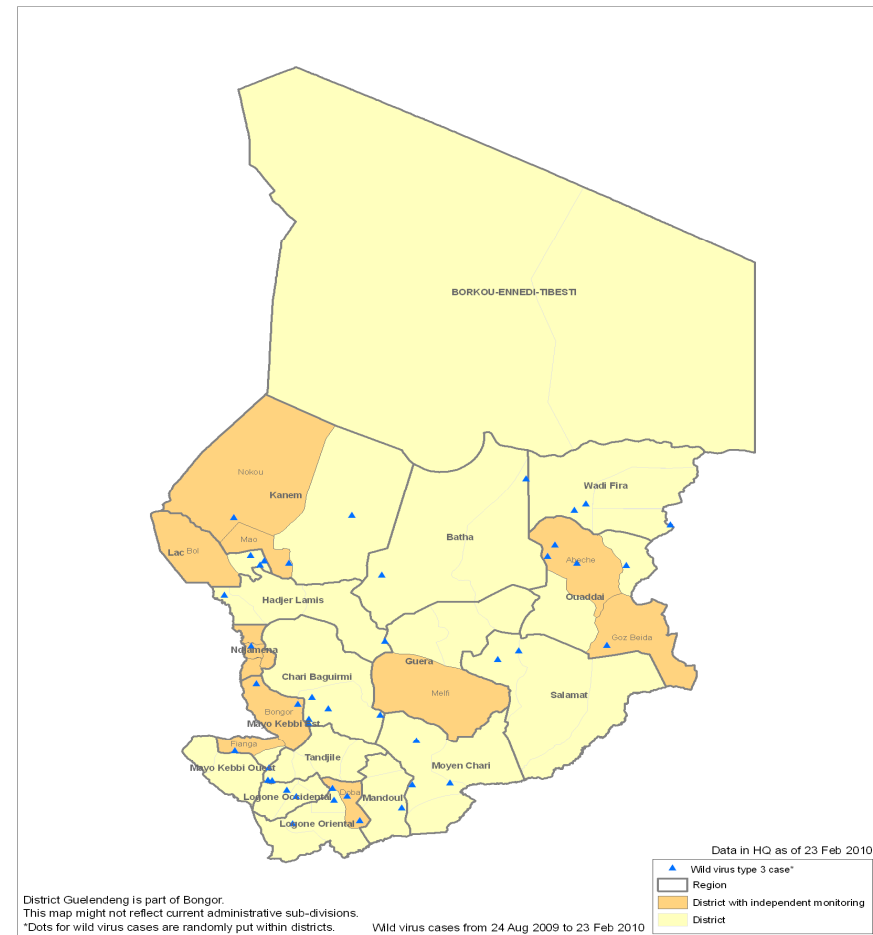 BORKOU-ENNEDI-TIBESTI
Nokou
Kanem
Wadi Fira
Batha
Mao
Lac Bol
Abeche
Ouaddai
Hadjer Lamis
Goz Beida
Ndjamena
Guera
Chari Baguirmi
Melfi
Salamat
Bongor
Mayo Kebbi Est
Fianga
Tandjile
Mayo Kebbi Ouest
Moyen Chari
Logone Occidental
Doba
Mandoul
Logone Oriental
Data in HQ as of 23 Feb 2010
Wild virus type 3 case*
Region
District with independent monitoring
District
District Guelendeng is part of Bongor.
This map might not reflect current administrative sub-divisions.
*Dots for wild virus cases are randomly put within districts.
Wild virus cases from 24 Aug 2009 to 23 Feb 2010